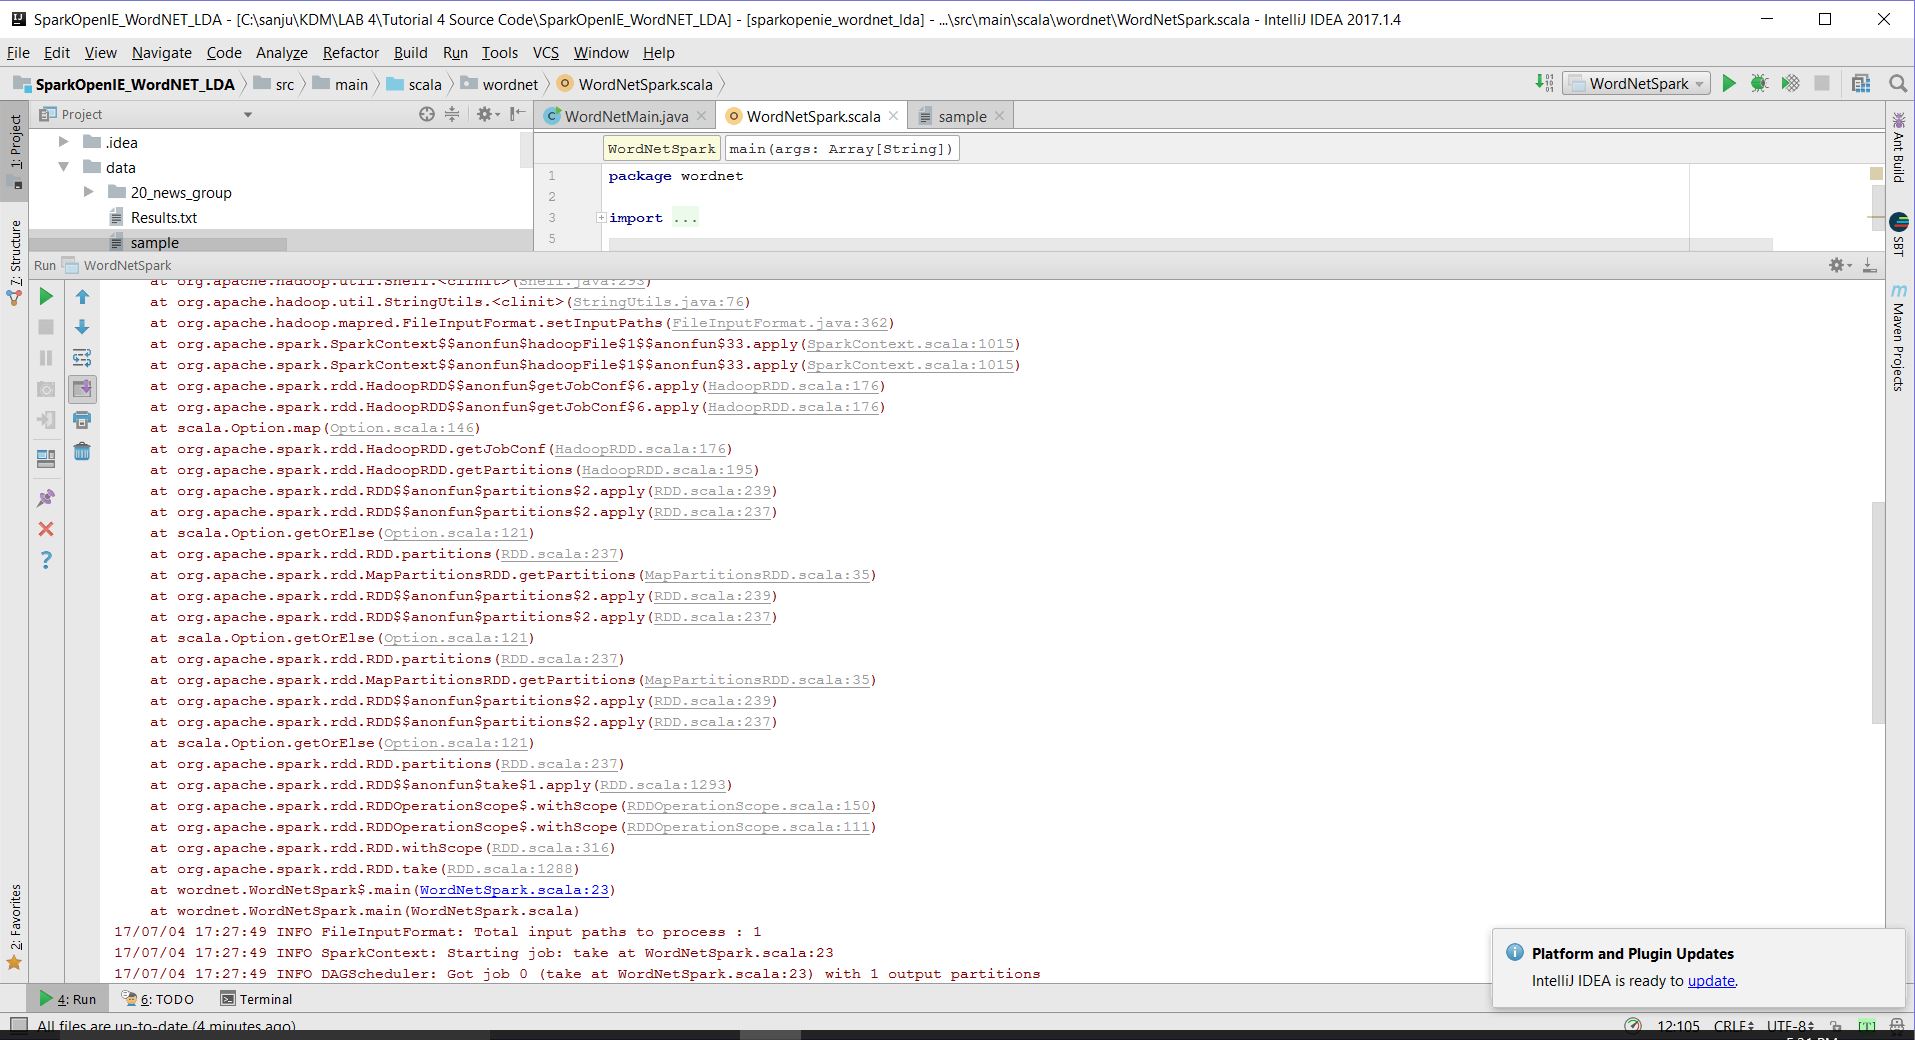 SparkOpenIE_WordNET_LDA - [C:\sanju\KDM\LAB 4\Tutorial 4 Source Code\SparkOpenIE_WordNET_LDA] - [sparkopenie_wordnet_lda] - ...\src\main\scala\wordnet\WordNetSpark.scala - IntelliJ IDEA 2017.1.4
File Edit View Navigate Code Analyze Refactor Build Run Tools VCS Window Help
SparkOpenIE_WordNET_LDA src main scala wordnet WordNetSpark.scala WordNetSpark
Project WordNetMain.java WordNetSpark.scala sample
1: Project
7: Structure
2: Favorites
Ant Build
SBT
Maven Projects
.idea
data
20_news_group
Results.txt
sample
WordNetSpark main(args: Array[String])
1 package wordnet
2
3 import ...
5
Run WordNetSpark
at org.apache.hadoop.util.Shell.<clinit>(Shell.java:293)
at org.apache.hadoop.util.StringUtils.<clinit>(StringUtils.java:76)
at org.apache.hadoop.mapred.FileInputFormat.setInputPaths(FileInputFormat.java:362)
at org.apache.spark.SparkContext$$anonfun$hadoopFile$1$$anonfun$33.apply(SparkContext.scala:1015)
at org.apache.spark.SparkContext$$anonfun$hadoopFile$1$$anonfun$33.apply(SparkContext.scala:1015)
at org.apache.spark.rdd.HadoopRDD$$anonfun$getJobConf$6.apply(HadoopRDD.scala:176)
at org.apache.spark.rdd.HadoopRDD$$anonfun$getJobConf$6.apply(HadoopRDD.scala:176)
at scala.Option.map(Option.scala:146)
at org.apache.spark.rdd.HadoopRDD.getJobConf(HadoopRDD.scala:176)
at org.apache.spark.rdd.HadoopRDD.getPartitions(HadoopRDD.scala:195)
at org.apache.spark.rdd.RDD$$anonfun$partitions$2.apply(RDD.scala:239)
at org.apache.spark.rdd.RDD$$anonfun$partitions$2.apply(RDD.scala:237)
at scala.Option.getOrElse(Option.scala:121)
at org.apache.spark.rdd.RDD.partitions(RDD.scala:237)
at org.apache.spark.rdd.MapPartitionsRDD.getPartitions(MapPartitionsRDD.scala:35)
at org.apache.spark.rdd.RDD$$anonfun$partitions$2.apply(RDD.scala:239)
at org.apache.spark.rdd.RDD$$anonfun$partitions$2.apply(RDD.scala:237)
at scala.Option.getOrElse(Option.scala:121)
at org.apache.spark.rdd.RDD.partitions(RDD.scala:237)
at org.apache.spark.rdd.MapPartitionsRDD.getPartitions(MapPartitionsRDD.scala:35)
at org.apache.spark.rdd.RDD$$anonfun$partitions$2.apply(RDD.scala:239)
at org.apache.spark.rdd.RDD$$anonfun$partitions$2.apply(RDD.scala:237)
at scala.Option.getOrElse(Option.scala:121)
at org.apache.spark.rdd.RDD.partitions(RDD.scala:237)
at org.apache.spark.rdd.RDD$$anonfun$take$1.apply(RDD.scala:1293)
at org.apache.spark.rdd.RDDOperationScope$.withScope(RDDOperationScope.scala:150)
at org.apache.spark.rdd.RDDOperationScope$.withScope(RDDOperationScope.scala:111)
at org.apache.spark.rdd.RDD.withScope(RDD.scala:316)
at org.apache.spark.rdd.RDD.take(RDD.scala:1288)
at wordnet.WordNetSpark$.main(WordNetSpark.scala:23)
at wordnet.WordNetSpark.main(WordNetSpark.scala)
17/07/04 17:27:49 INFO FileInputFormat: Total input paths to process : 1
17/07/04 17:27:49 INFO SparkContext: Starting job: take at WordNetSpark.scala:23
17/07/04 17:27:49 INFO DAGScheduler: Got job 0 (take at WordNetSpark.scala:23) with 1 output partitions
Platform and Plugin Updates
IntelliJ IDEA is ready to update.
4: Run 6: TODO Terminal
All files are up-to-date (4 minutes ago) 12:105 CRLF UTF-8 [T]